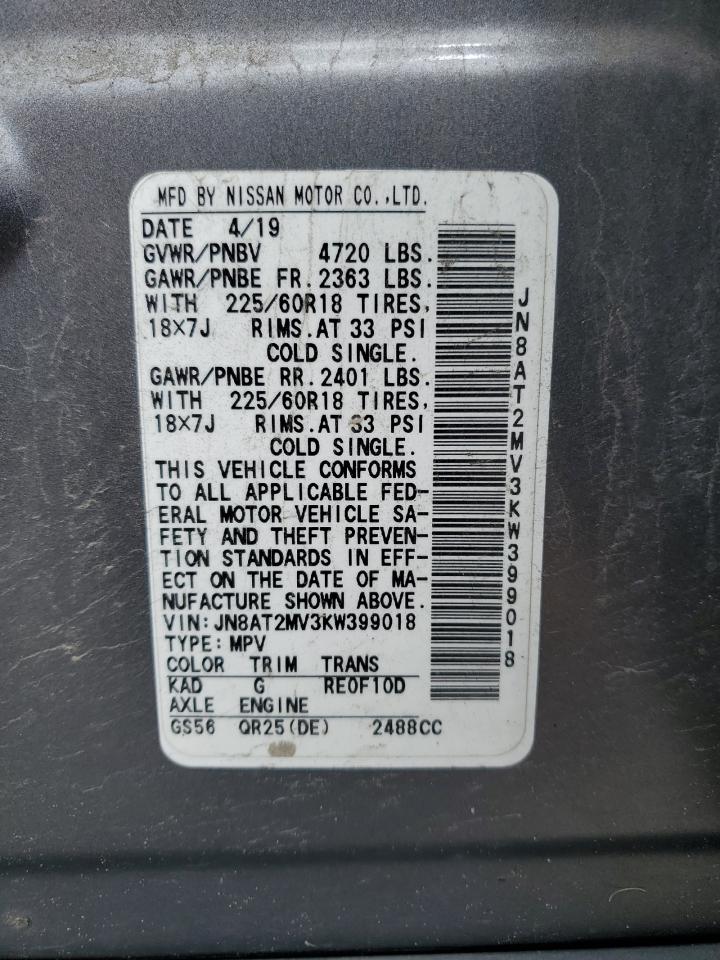 MFD BY NISSAN MOTOR CO.,LTD.
DATE 4/19
GVWR/PNBV 4720 LBS.
GAWR/PNBE FR. 2363 LBS.
WITH 225/60R18 TIRES,
18×7J RIMS.AT 33 PSI
COLD SINGLE.
GAWR/PNBE RR. 2401 LBS.
WITH 225/60R18 TIRES,
18×7J RIMS.AT 33 PSI
COLD SINGLE.
THIS VEHICLE CONFORMS
TO ALL APPLICABLE FED-
ERAL MOTOR VEHICLE SA-
FETY AND THEFT PREVEN-
TION STANDARDS IN EFF-
ECT ON THE DATE OF MA-
NUFACTURE SHOWN ABOVE.
VIN: JN8AT2MV3KW399018
TYPE: MPV
COLOR TRIM TRANS
KAD G RE0F10D
AXLE ENGINE
GS56 QR25(DE) 2488CC
JN8AT2MV3KW399018